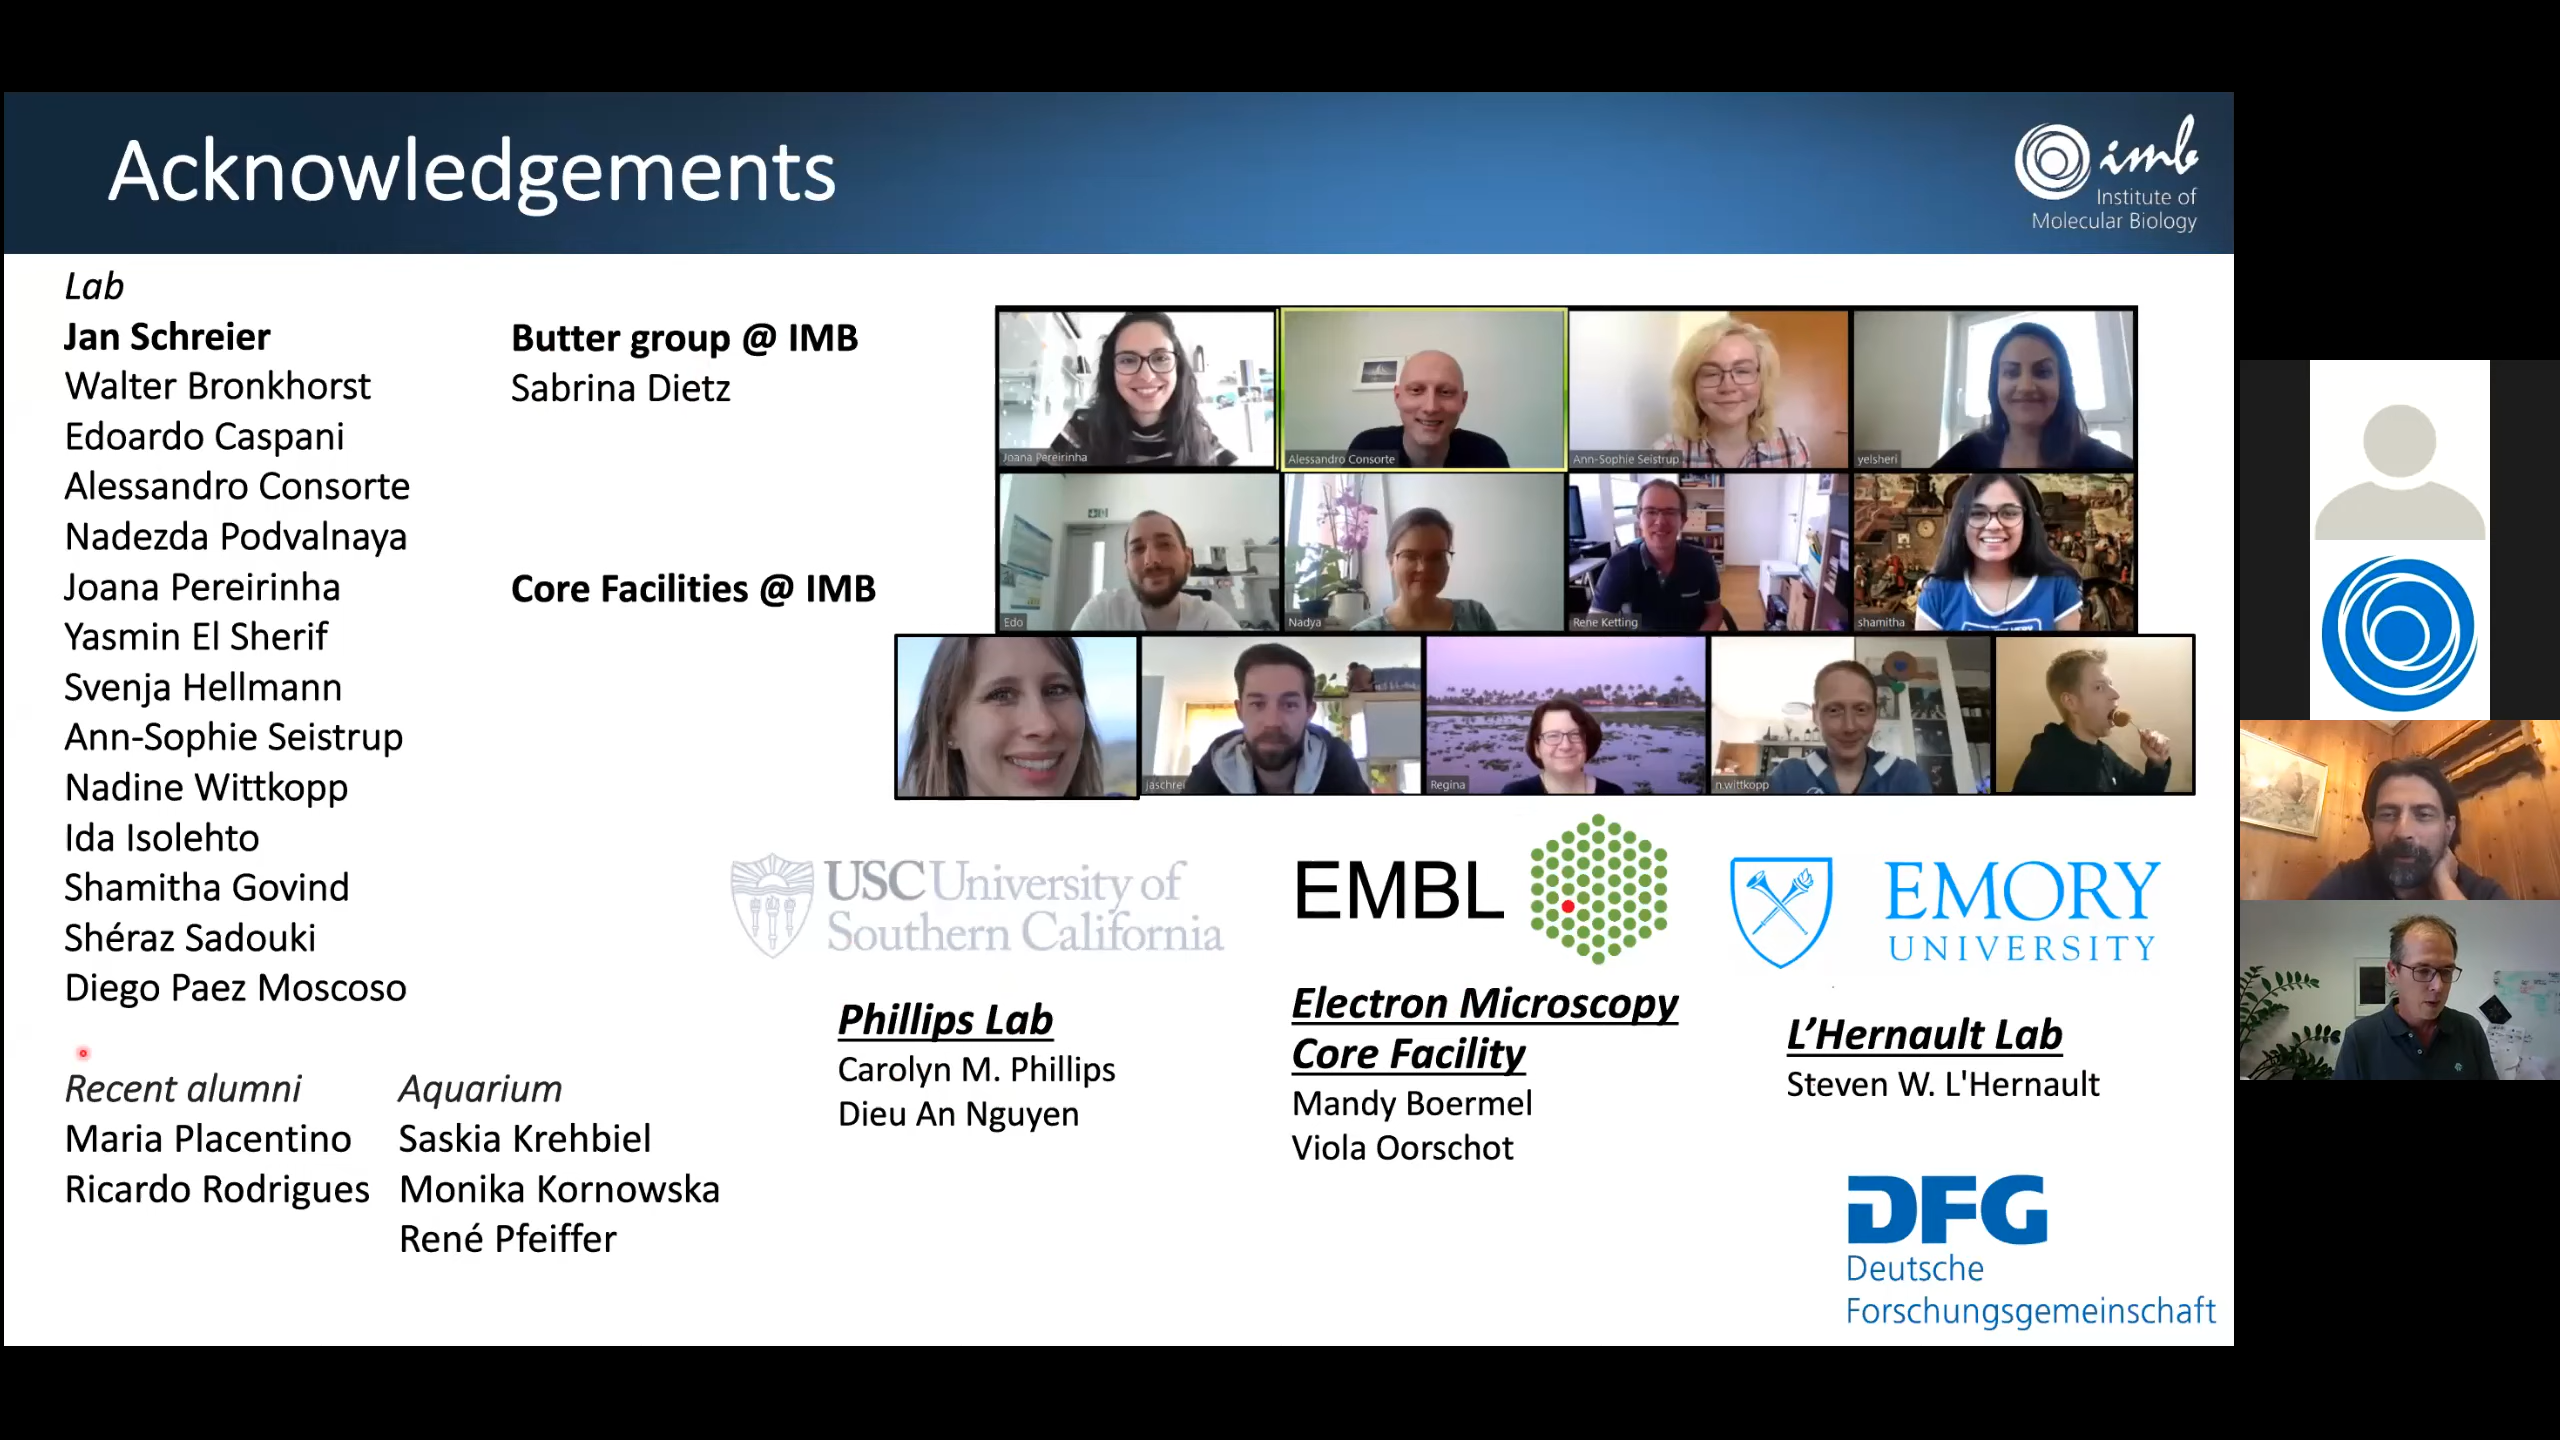 Acknowledgements
imb
Institute of
Molecular Biology
Lab
Jan Schreier
Walter Bronkhorst
Edoardo Caspani
Alessandro Consorte
Nadezda Podvalnaya
Joana Pereirinha
Yasmin El Sherif
Svenja Hellmann
Ann-Sophie Seistrup
Nadine Wittkopp
Ida Isolehto
Shamitha Govind
Shéraz Sadouki
Diego Paez Moscoso
Recent alumni
Maria Placentino
Ricardo Rodrigues
Aquarium
Saskia Krehbiel
Monika Kornowska
René Pfeiffer
Butter group @ IMB
Sabrina Dietz
Core Facilities @ IMB
Joana Pereirinha
Alessandro Consorte
Ann-Sophie Seistrup
yelsheri
Edo
Nadya
Rene Ketting
shamitha
jaschrei
Regina
n.wittkopp
USC University of
Southern California
Phillips Lab
Carolyn M. Phillips
Dieu An Nguyen
EMBL
Electron Microscopy
Core Facility
Mandy Boermel
Viola Oorschot
EMORY
UNIVERSITY
L’Hernault Lab
Steven W. L'Hernault
DFG
Deutsche
Forschungsgemeinschaft